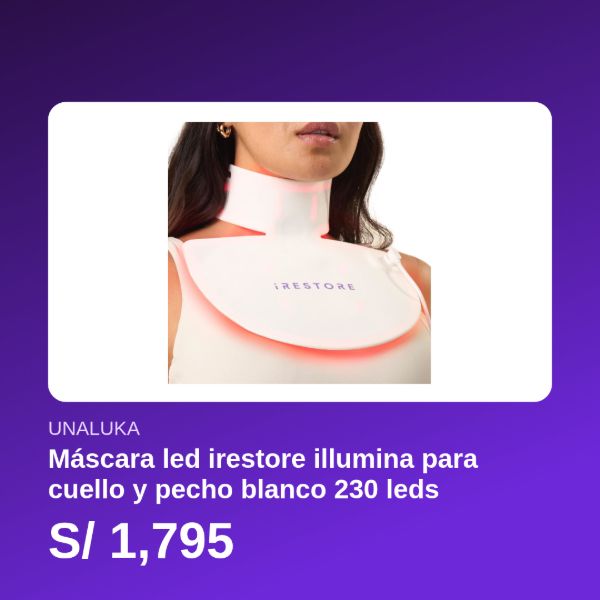 iRESTORE
UNALUKA
Máscara led irestore illumina para
cuello y pecho blanco 230 leds
S/ 1,795